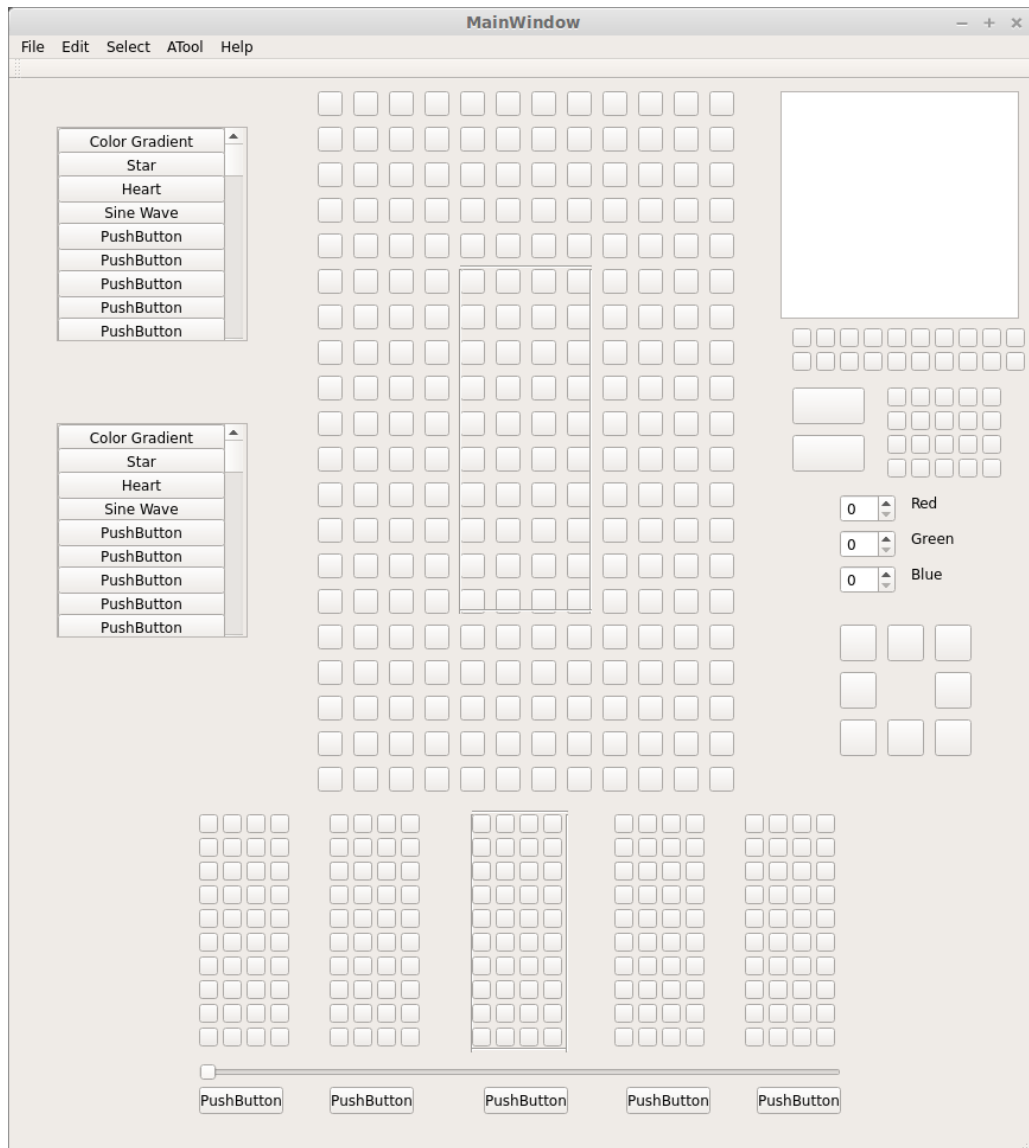 MainWindow
File Edit Select ATool Help
Color Gradient
Star
Heart
Sine Wave
PushButton
PushButton
PushButton
PushButton
PushButton
Color Gradient
Star
Heart
Sine Wave
PushButton
PushButton
PushButton
PushButton
PushButton
0 Red
0 Green
0 Blue
PushButton PushButton PushButton PushButton PushButton